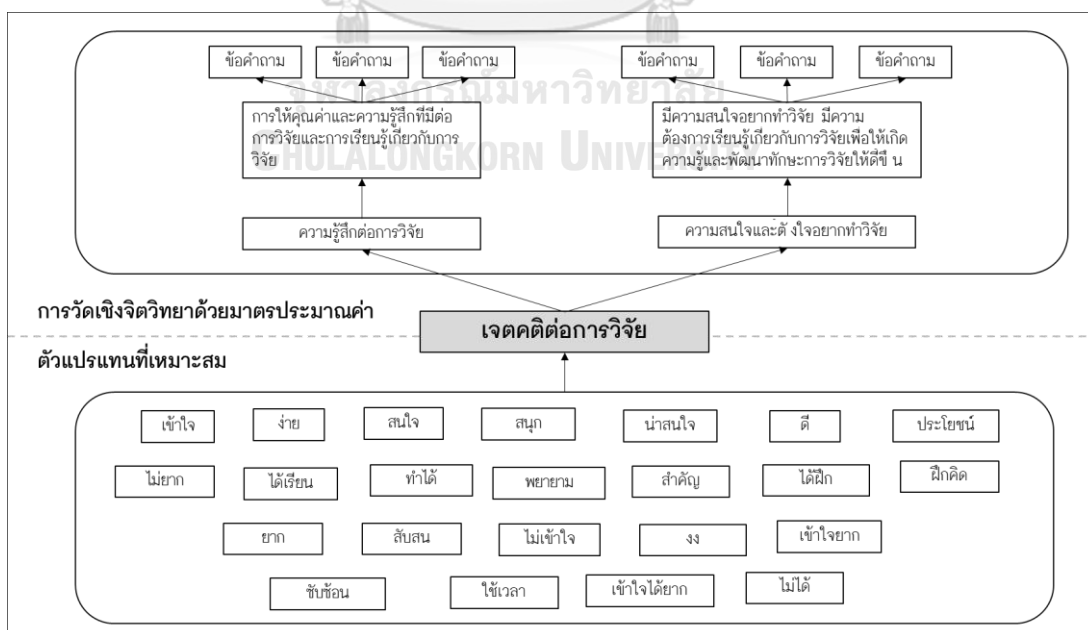 ข้อคำถาม ข้อคำถาม ข้อคำถาม ข้อคำถาม ข้อคำถาม ข้อคำถาม
จุฬาลงกรณ์มหาวิทยาลัย
CHULALONGKORN UNIVERSITY
การให้คุณค่าและความรู้สึกที่มีต่อ
การวิจัยและการเรียนรู้เกี่ยวกับการ
วิจัย
มีความสนใจอยากทำวิจัย มีความ
ต้องการเรียนรู้เกี่ยวกับการวิจัยเพื่อให้เกิด
ความรู้และพัฒนาทักษะการวิจัยให้ดีขึ น
ความรู้สึกต่อการวิจัย ความสนใจและตั งใจอยากทำวิจัย
การวัดเชิงจิตวิทยาด้วยมาตรประมาณค่า
เจตคติต่อการวิจัย
ตัวแปรแทนที่เหมาะสม
เข้าใจ ง่าย สนใจ สนุก น่าสนใจ ดี ประโยชน์
ไม่ยาก ได้เรียน ทำได้ พยายาม สำคัญ ได้ฝึก ฝึกคิด
ยาก สับสน ไม่เข้าใจ งง เข้าใจยาก
ซับซ้อน ใช้เวลา เข้าใจได้ยาก ไม่ได้